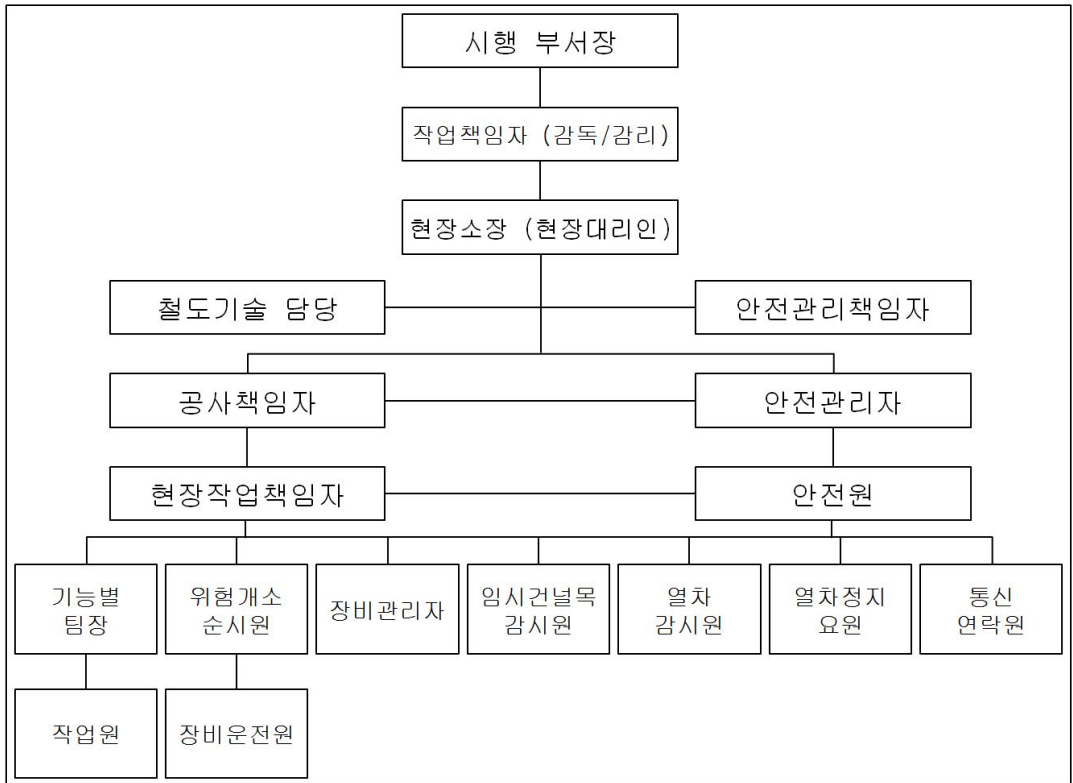 시행 부서장
작업책임자 (감독/감리)
현장소장 (현장대리인)
철도기술 담당
안전관리책임자
공사책임자
안전관리자
현장작업책임자
안전원
기능별
팀장
위험개소
순시원
장비관리자
임시건널목
감시원
열차
감시원
열차정지
요원
통신
연락원
작업원
장비운전원